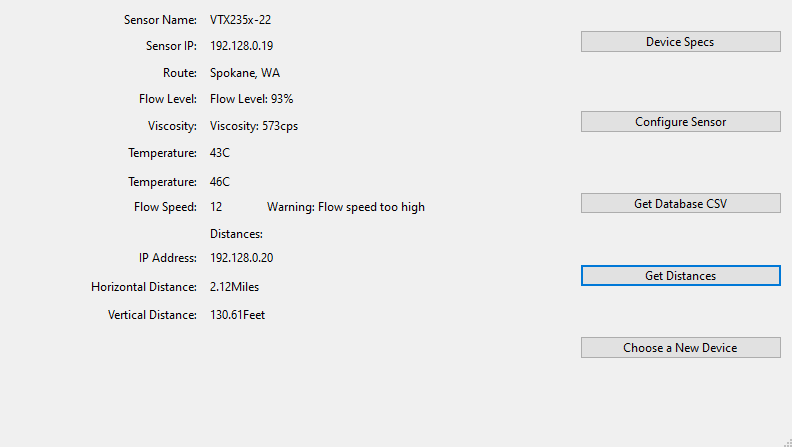 Sensor Name: VTX235x-22
Sensor IP: 192.128.0.19
Route: Spokane, WA
Flow Level: Flow Level: 93%
Viscosity: Viscosity: 573cps
Temperature: 43C
Temperature: 46C
Flow Speed: 12 Warning: Flow speed too high
Distances:
IP Address: 192.128.0.20
Horizontal Distance: 2.12Miles
Vertical Distance: 130.61Feet
Device Specs
Configure Sensor
Get Database CSV
Get Distances
Choose a New Device